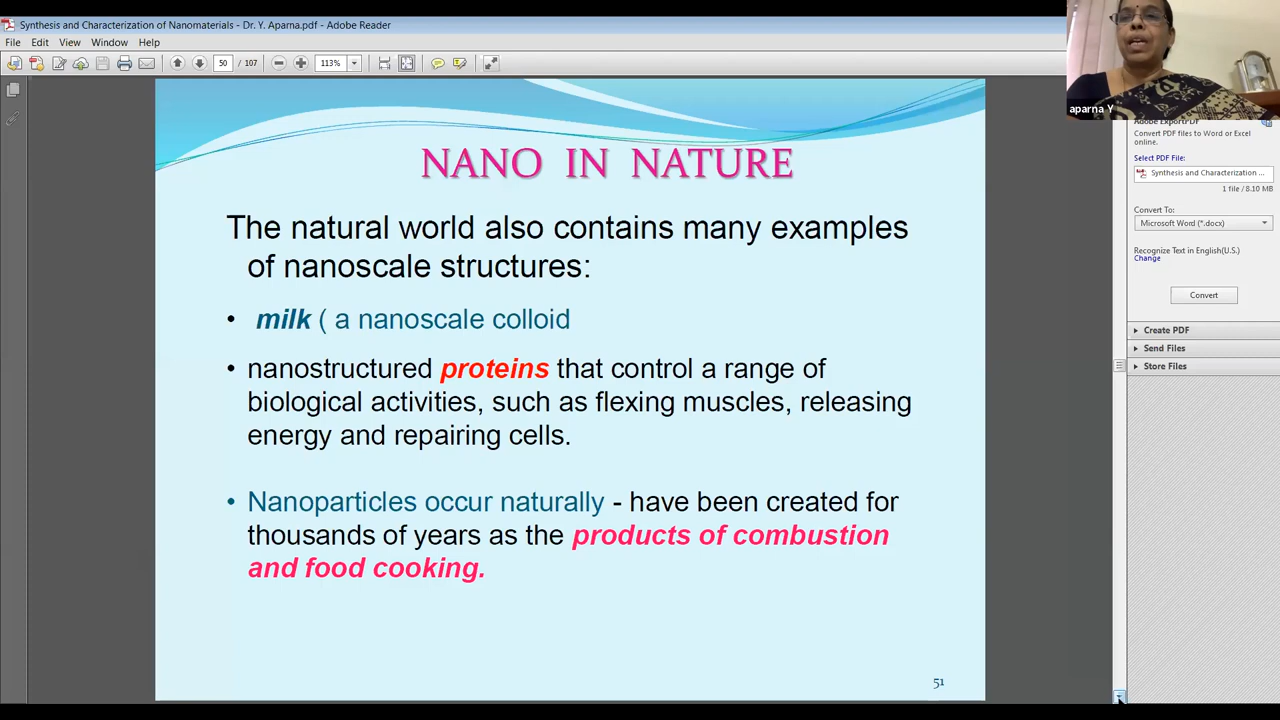 Synthesis and Characterization of Nanomaterials - Dr. Y. Aparna.pdf - Adobe Reader
File Edit View Window Help
50 / 107 113%
aparna Y
NANO IN NATURE
The natural world also contains many examples
of nanoscale structures:
• milk ( a nanoscale colloid
• nanostructured proteins that control a range of
biological activities, such as flexing muscles, releasing
energy and repairing cells.
• Nanoparticles occur naturally - have been created for
thousands of years as the products of combustion
and food cooking.
51
Adobe ExportPDF
Convert PDF files to Word or Excel
online.
Select PDF File:
Synthesis and Characterization ...
1 file / 8.10 MB
Convert To:
Microsoft Word (*.docx)
Recognize Text in English(U.S.)
Change
Convert
Create PDF
Send Files
Store Files